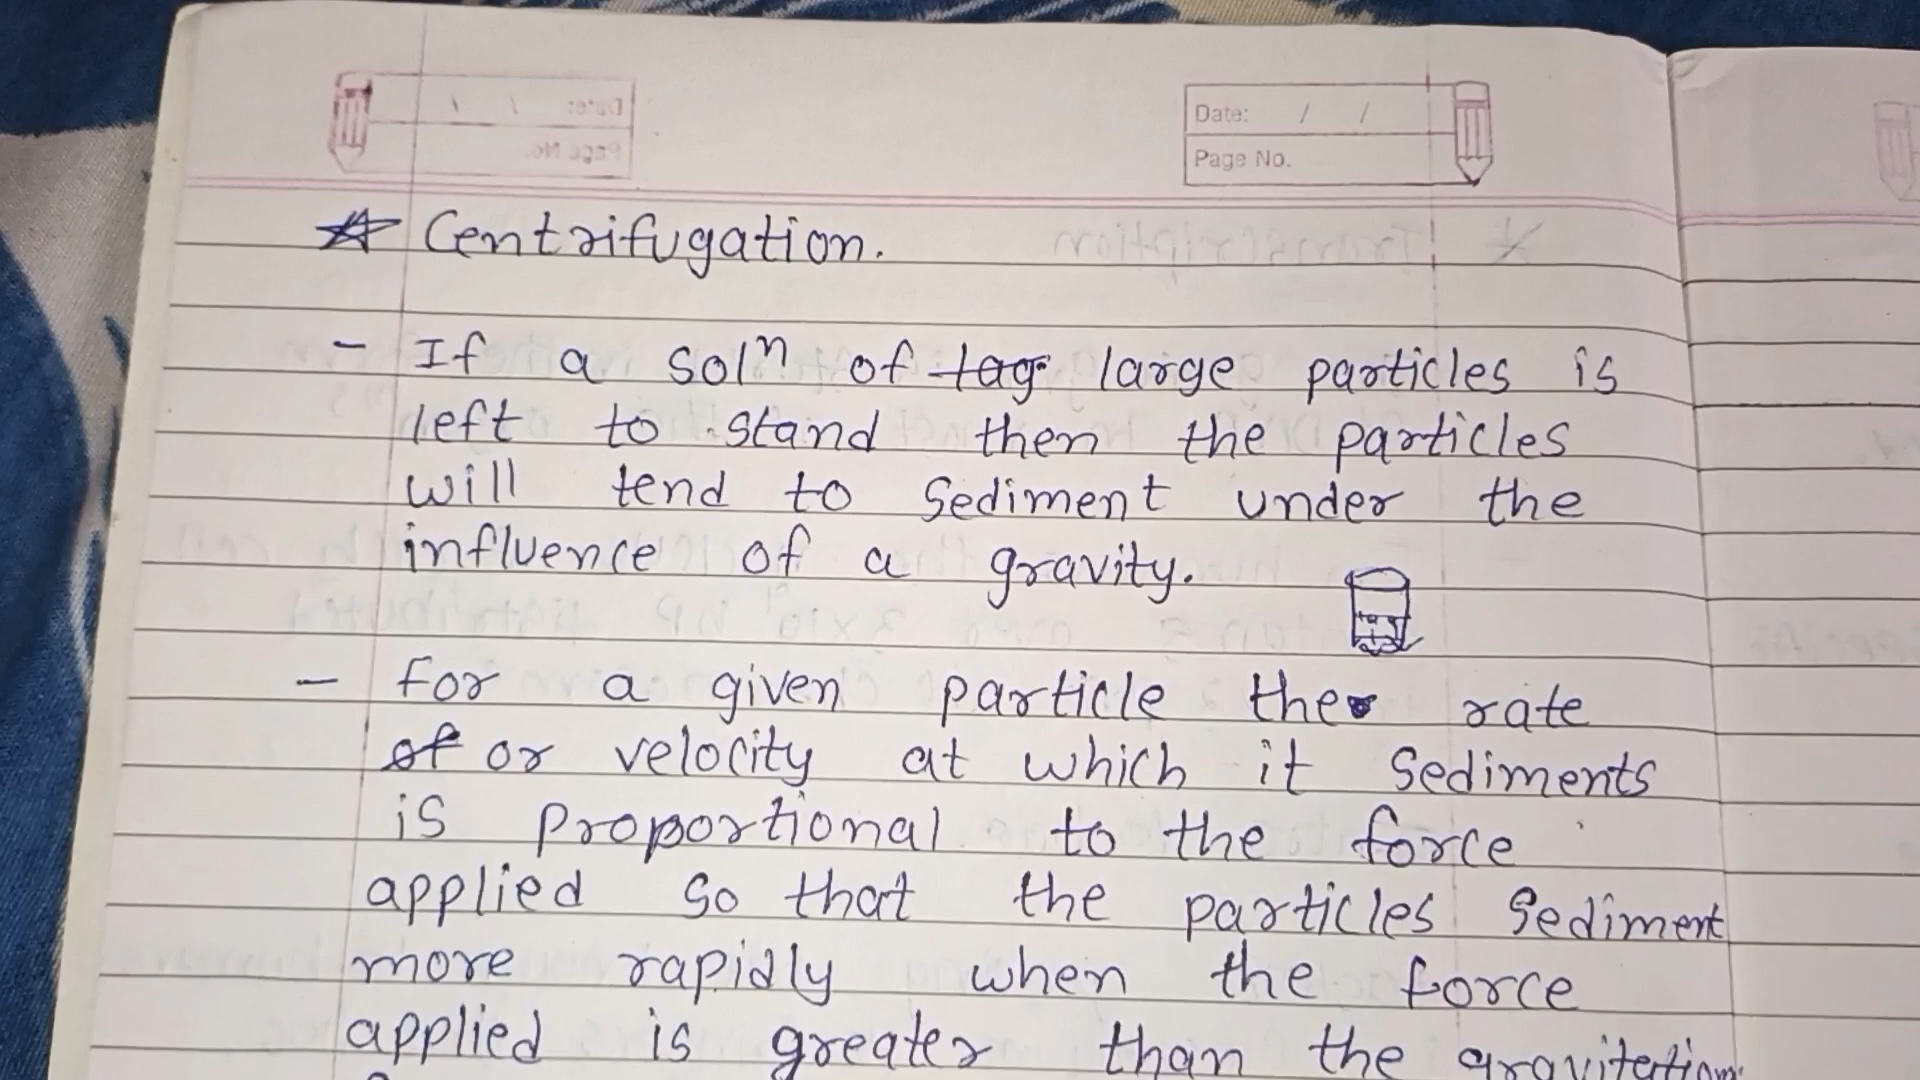 Date: / /
Page No.
☆ Centrifugation.
- If a solⁿ of lag large particles is
left to stand then the particles
will tend to Sediment under the
influence of a gravity.
- for a given particle the rate
of or velocity at which it Sediments
is proportional to the force
applied so that the particles Sediment
more rapidly when the force
applied is greater than the